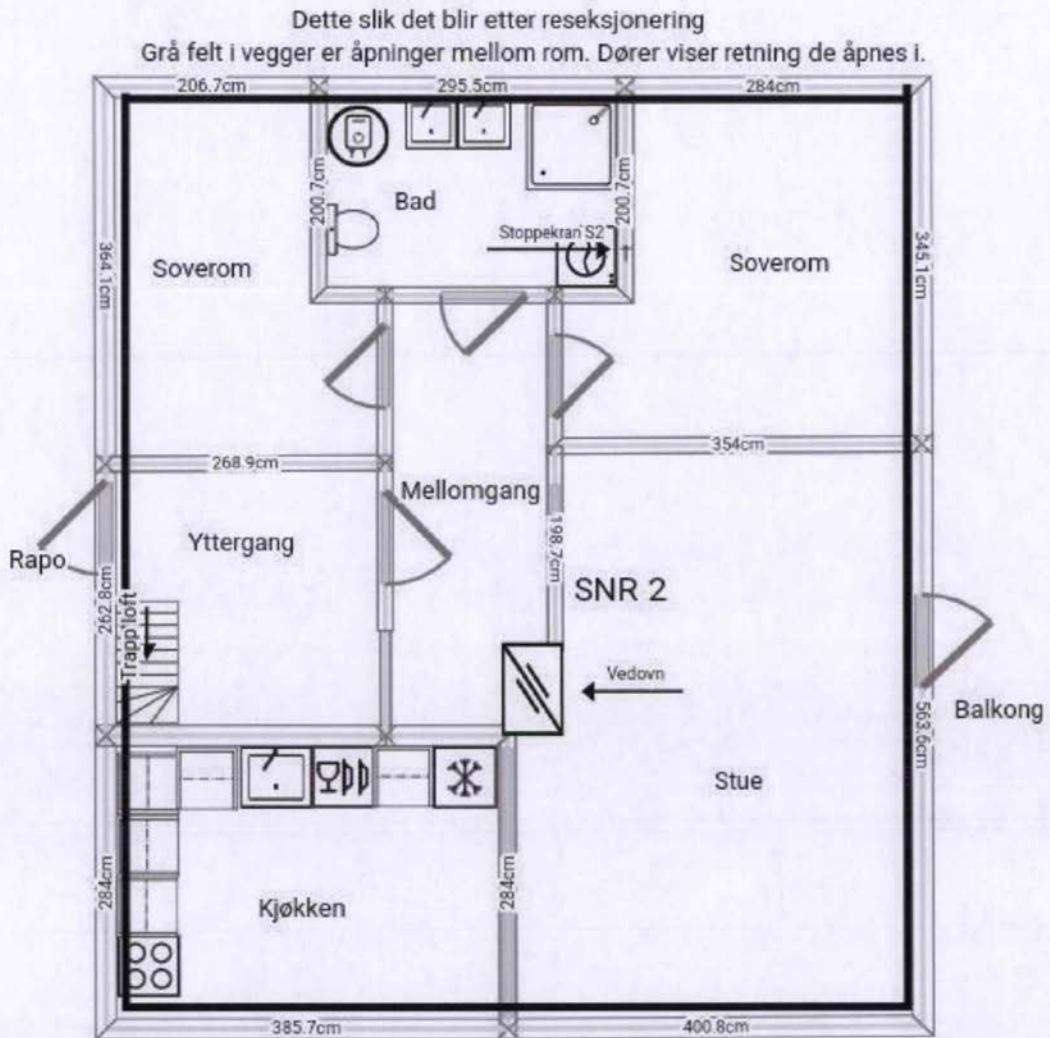 Dette slik det blir etter reseksjonering
Grå felt i vegger er åpninger mellom rom. Dører viser retning de åpnes i.
206.7cm
295.5cm
284cm
200.7cm
200.7cm
Bad
Stoppekran S2
Soverom
Soverom
394.1cm
345.1cm
268.9cm
354cm
Mellomgang
Yttergang
198.7cm
Rapo
262.8cm
Trapp loft
SNR 2
Vedovn
Balkong
563.6cm
Stue
284cm
284cm
Kjøkken
385.7cm
400.8cm